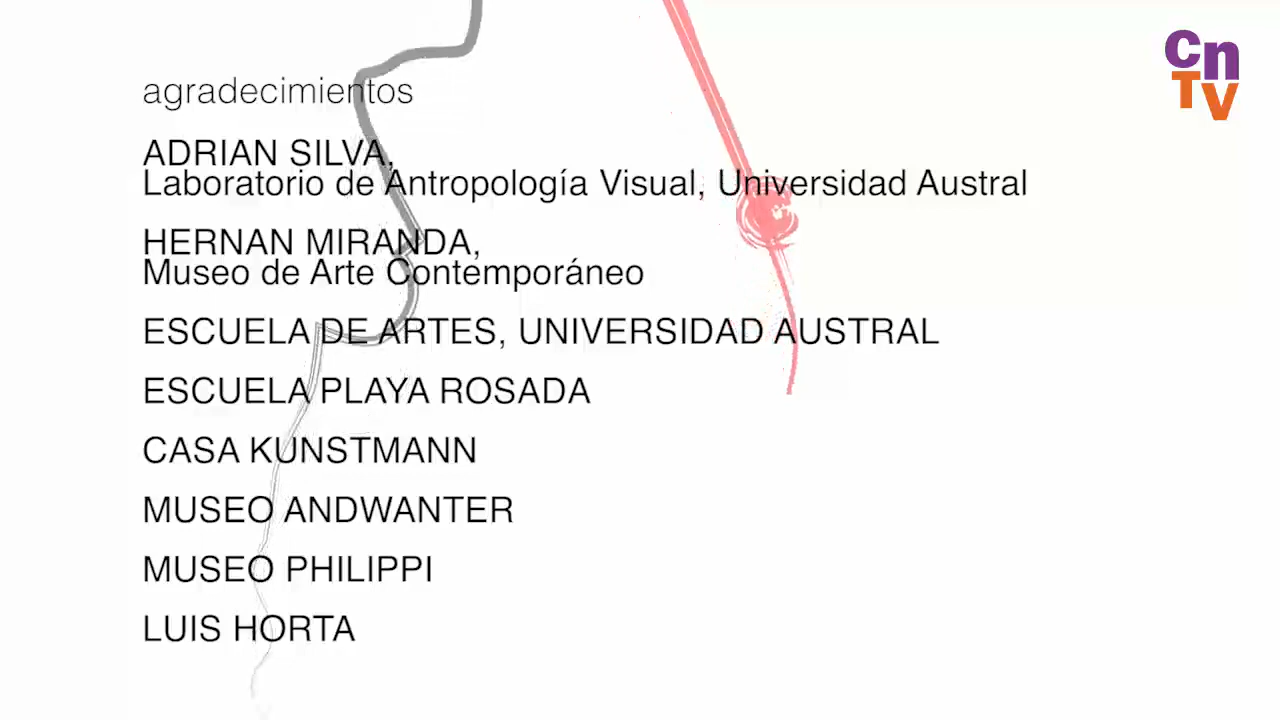 CnTV
agradecimientos
ADRIAN SILVA,
Laboratorio de Antropología Visual, Universidad Austral
HERNAN MIRANDA,
Museo de Arte Contemporáneo
ESCUELA DE ARTES, UNIVERSIDAD AUSTRAL
ESCUELA PLAYA ROSADA
CASA KUNSTMANN
MUSEO ANDWANTER
MUSEO PHILIPPI
LUIS HORTA